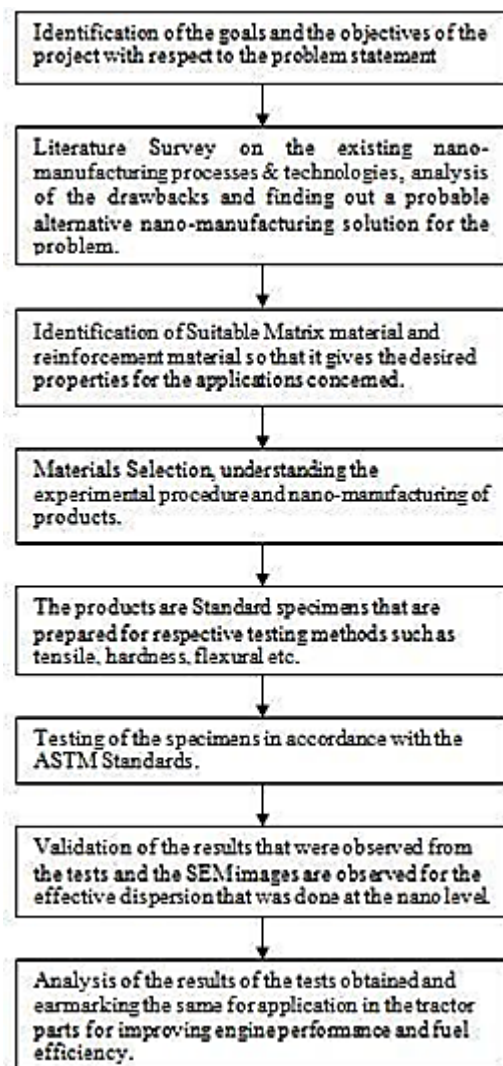 Identification of the goals and the objectives of the
project with respect to the problem statement
Literature Survey on the existing nano-
manufacturing processes & technologies, analysis
of the drawbacks and finding out a probable
alternative nano-manufacturing solution for the
problem.
Identification of Suitable Matrix material and
reinforcement material so that it gives the desired
properties for the applications concerned.
Materials Selection, understanding the
experimental procedure and nano-manufacturing of
products.
The products are Standard specimens that are
prepared for respective testing methods such as
tensile, hardness, flexural etc.
Testing of the specimens in accordance with the
ASTM Standards.
Validation of the results that were observed from
the tests and the SEM images are observed for the
effective dispersion that was done at the nano level.
Analysis of the results of the tests obtained and
earmarking the same for application in the tractor
parts for improving engine performance and fuel
efficiency.